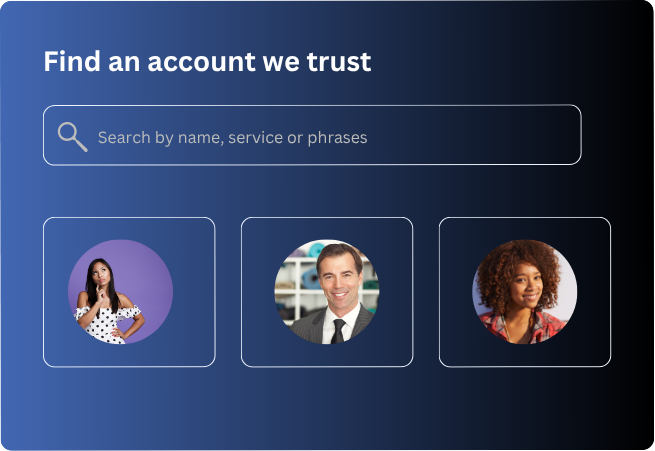 Find an account we trust
Search by name, service or phrases